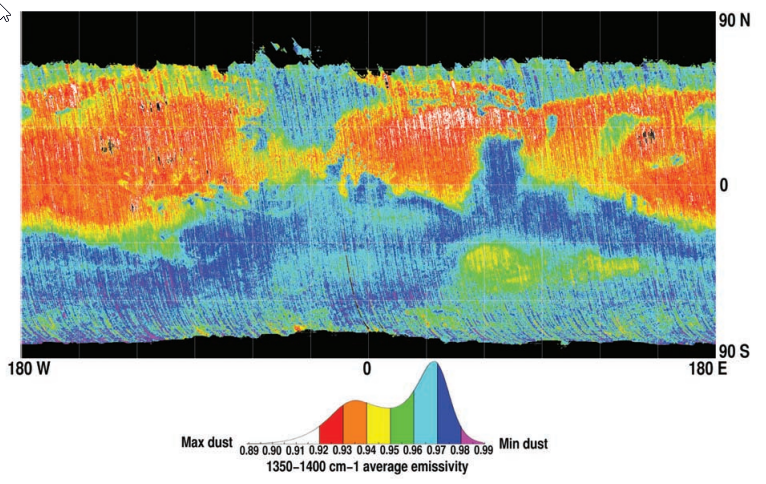 90 N
0
90 S
180 W 0 180 E
Max dust Min dust
0.89 0.90 0.91 0.92 0.93 0.94 0.95 0.96 0.97 0.98 0.99
1350–1400 cm–1 average emissivity